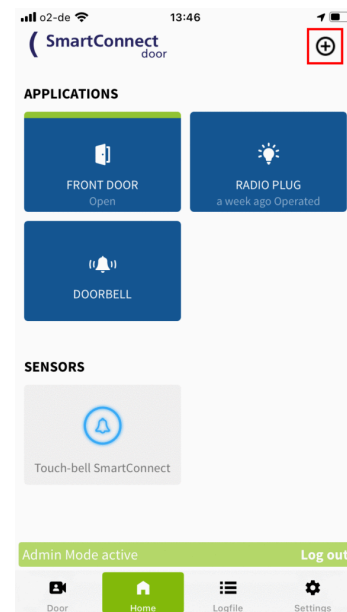 o2-de 13:46
SmartConnect
door
APPLICATIONS
FRONT DOOR
Open
RADIO PLUG
a week ago Operated
DOORBELL
SENSORS
Touch-bell SmartConnect
Admin Mode active Log out
Door Home Logfile Settings